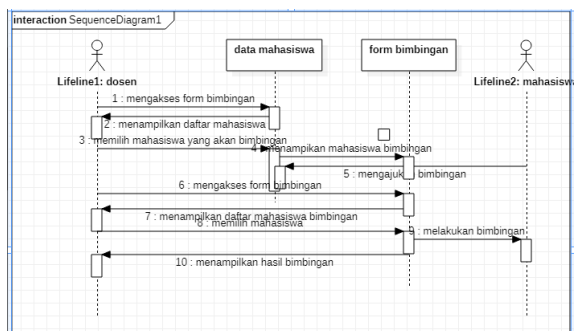 interaction SequenceDiagram1
data mahasiswa
form bimbingan
Lifeline1: dosen
Lifeline2: mahasiswa
1 : mengakses form bimbingan
2 : menampilkan daftar mahasiswa
3 : memilih mahasiswa yang akan bimbingan
4 : menampikan mahasiswa bimbingan
5 : mengajukan bimbingan
6 : mengakses form bimbingan
7 : menampilkan daftar mahasiswa bimbingan
8 : memilih mahasiswa
9 : melakukan bimbingan
10 : menampilkan hasil bimbingan